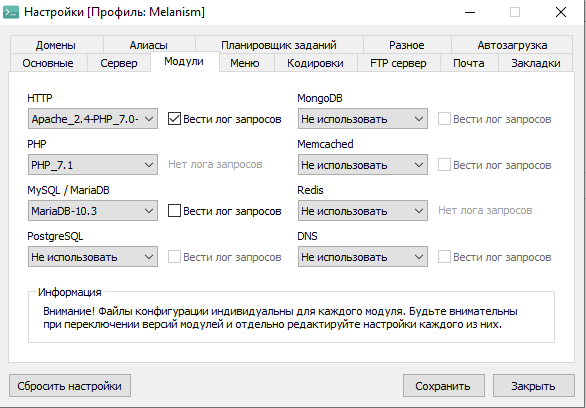 Настройки [Профиль: Melanism]
Домены Алиасы Планировщик заданий Разное Автозагрузка
Основные Сервер Модули Меню Кодировки FTP сервер Почта Закладки
HTTP MongoDB
Apache_2.4-PHP_7.0- Вести лог запросов Не использовать Вести лог запросов
PHP Memcached
PHP_7.1 Нет лога запросов Не использовать Вести лог запросов
MySQL / MariaDB Redis
MariaDB-10.3 Вести лог запросов Не использовать Нет лога запросов
PostgreSQL DNS
Не использовать Вести лог запросов Не использовать Вести лог запросов
Информация
Внимание! Файлы конфигурации индивидуальны для каждого модуля. Будьте внимательны
при переключении версий модулей и отдельно редактируйте настройки каждого из них.
Сбросить настройки Сохранить Закрыть